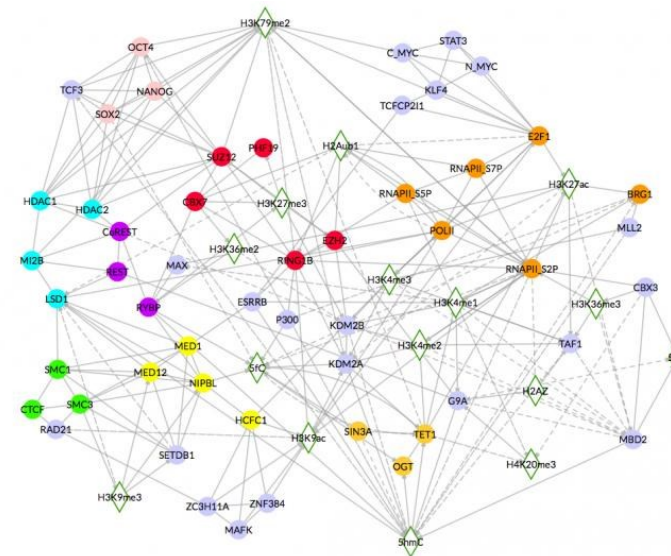 H3K79me2
OCT4
C_MYC
STAT3
N_MYC
TCF3
NANOG
KLF4
SOX2
TCFCP2I1
E2F1
PHF19
H2Aub1
SUZ12
RNAPII_S7P
H3K27ac
HDAC1
HDAC2
CBX7
H3K27me3
RNAPII_S5P
BRG1
CoREST
H3K36me2
EZH2
POLII
MLL2
MI2B
REST
MAX
RING1B
RNAPII_S2P
H3K4me3
CBX3
LSD1
RYBP
ESRRB
H3K4me1
H3K36me3
P300
KDM2B
MED1
H3K4me2
TAF1
SMC1
MED12
NIPBL
5fC
KDM2A
CTCF
SMC3
G9A
H2AZ
RAD21
HCFC1
H3K9ac
SIN3A
TET1
MBD2
SETDB1
OGT
H4K20me3
H3K9me3
ZC3H11A
ZNF384
MAFK
5hmC